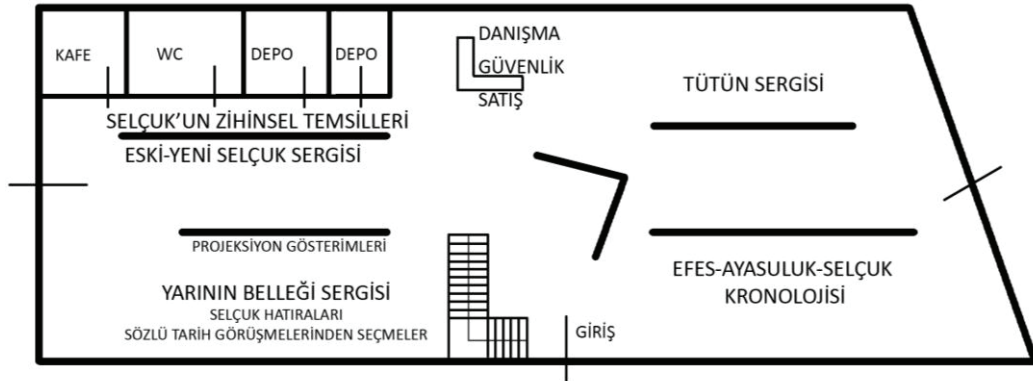 KAFE
WC
DEPO
DEPO
DANIŞMA
GÜVENLİK
SATIŞ
TÜTÜN SERGİSİ
SELÇUK'UN ZİHİNSEL TEMSİLLERİ
ESKİ-YENİ SELÇUK SERGİSİ
PROJEKSİYON GÖSTERİMLERİ
YARININ BELLEĞİ SERGİSİ
SELÇUK HATIRALARI
SÖZLÜ TARİH GÖRÜŞMELERİNDEN SEÇMELER
EFES-AYASULUK-SELÇUK
KRONOLOJİSİ
GİRİŞ